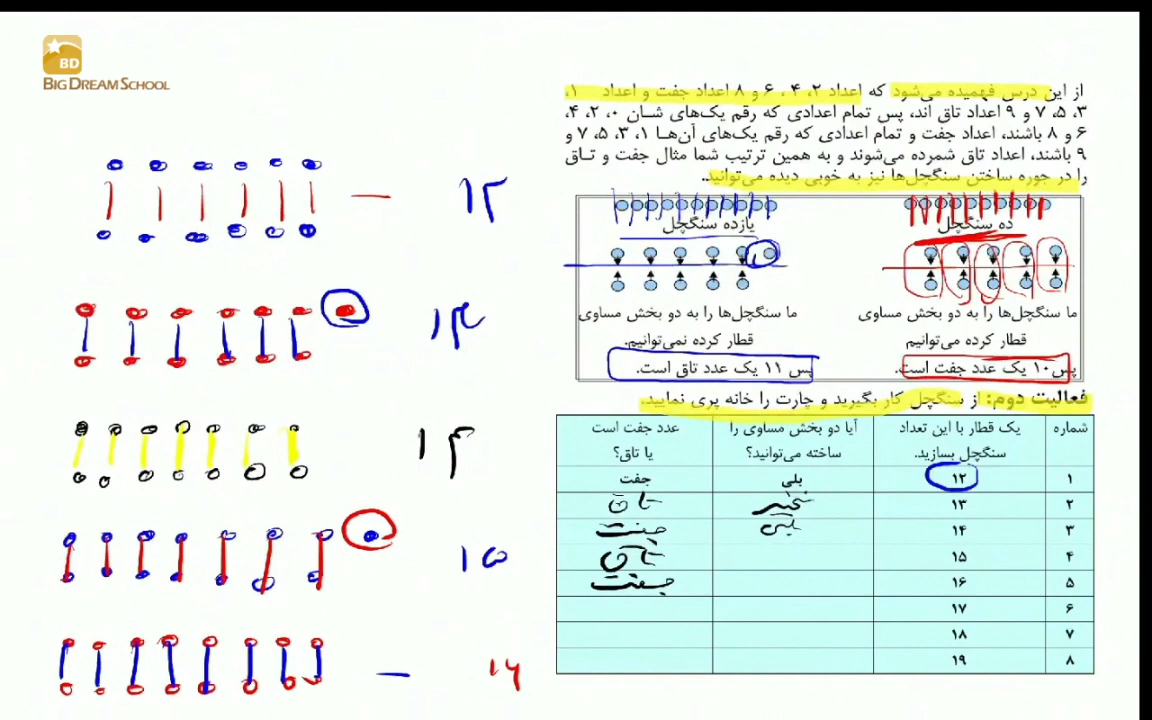 BD
BIG DREAM SCHOOL
از این درس فهمیده می‌شود که اعداد ۲، ۴، ۶ و ۸ اعداد جفت و اعداد ۱،
۳، ۵، ۷ و ۹ اعداد تاق اند، پس تمام اعدادی که رقم یک‌های شان ۰، ۲، ۴،
۶ و ۸ باشند، اعداد جفت و تمام اعدادی که رقم یک‌های آن‌ها ۱، ۳، ۵، ۷ و
۹ باشند، اعداد تاق شمرده می‌شوند و به همین ترتیب شما مثال جفت و تاق
را در جوره ساختن سنگچل‌ها نیز به خوبی دیده می‌توانید.
ده سنگچل
ما سنگچل‌ها را به دو بخش مساوی
قطار کرده می‌توانیم
پس ۱۰ یک عدد جفت است.
یازده سنگچل
ما سنگچل‌ها را به دو بخش مساوی
قطار کرده نمی‌توانیم.
پس ۱۱ یک عدد تاق است.
فعالیت دوم: از سنگچل کار بگیرید و چارت را خانه پری نمایید.
شماره
یک قطار با این تعداد
سنگچل بسازید.
آیا دو بخش مساوی را
ساخته می‌توانید؟
عدد جفت است
یا تاق؟
۱ ۱۲ بلی جفت
۲ ۱۳ نخیر تاق
۳ ۱۴ بلی جفت
۴ ۱۵ تاق
۵ ۱۶ جفت
۶ ۱۷
۷ ۱۸
۸ ۱۹
۱۲
۱۳
۱۴
۱۵
۱۶